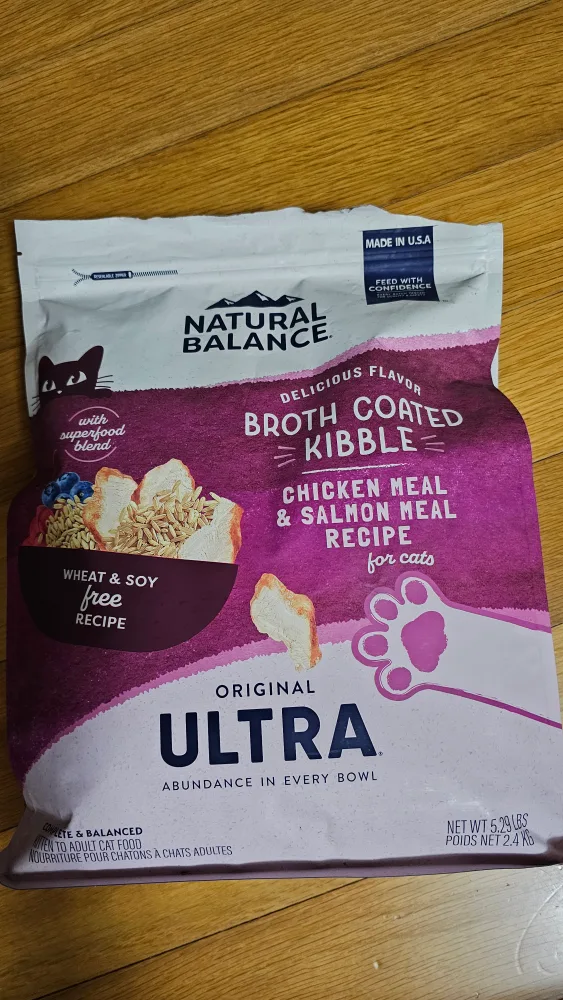 RESEALABLE ZIPPER
MADE IN U.S.A
FEED WITH
CONFIDENCE
NATURAL
BALANCE®
DELICIOUS FLAVOR
BROTH COATED
KIBBLE
CHICKEN MEAL
& SALMON MEAL
RECIPE
for cats
with
superfood
blend
WHEAT & SOY
free
RECIPE
ORIGINAL
ULTRA®
ABUNDANCE IN EVERY BOWL
& BALANCED
TO ADULT CAT FOOD
NOURRITURE POUR CHATONS À CHATS ADULTES
NET WT 5.29 LBS
POIDS NET 2.4 KG